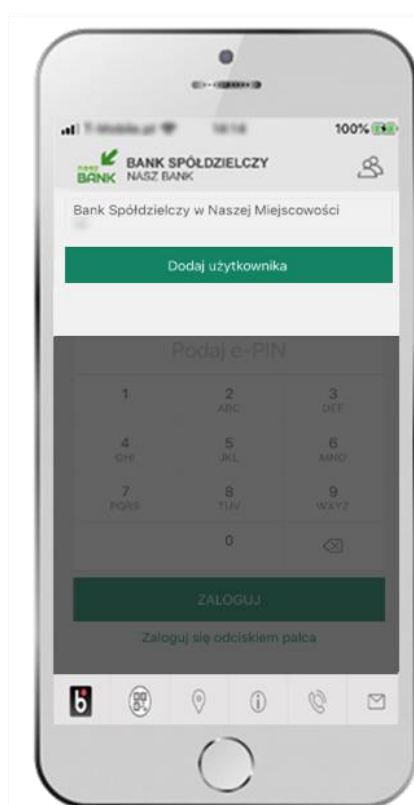 100%
nasz BANK
BANK SPÓŁDZIELCZY
NASZ BANK
Bank Spółdzielczy w Naszej Miejscowości
Dodaj użytkownika
Podaj e-PIN
1 2 3
ABC DEF
4 5 6
GHI JKL MNO
7 8 9
PQRS TUV WXYZ
0
ZALOGUJ
Zaloguj się odciskiem palca
b